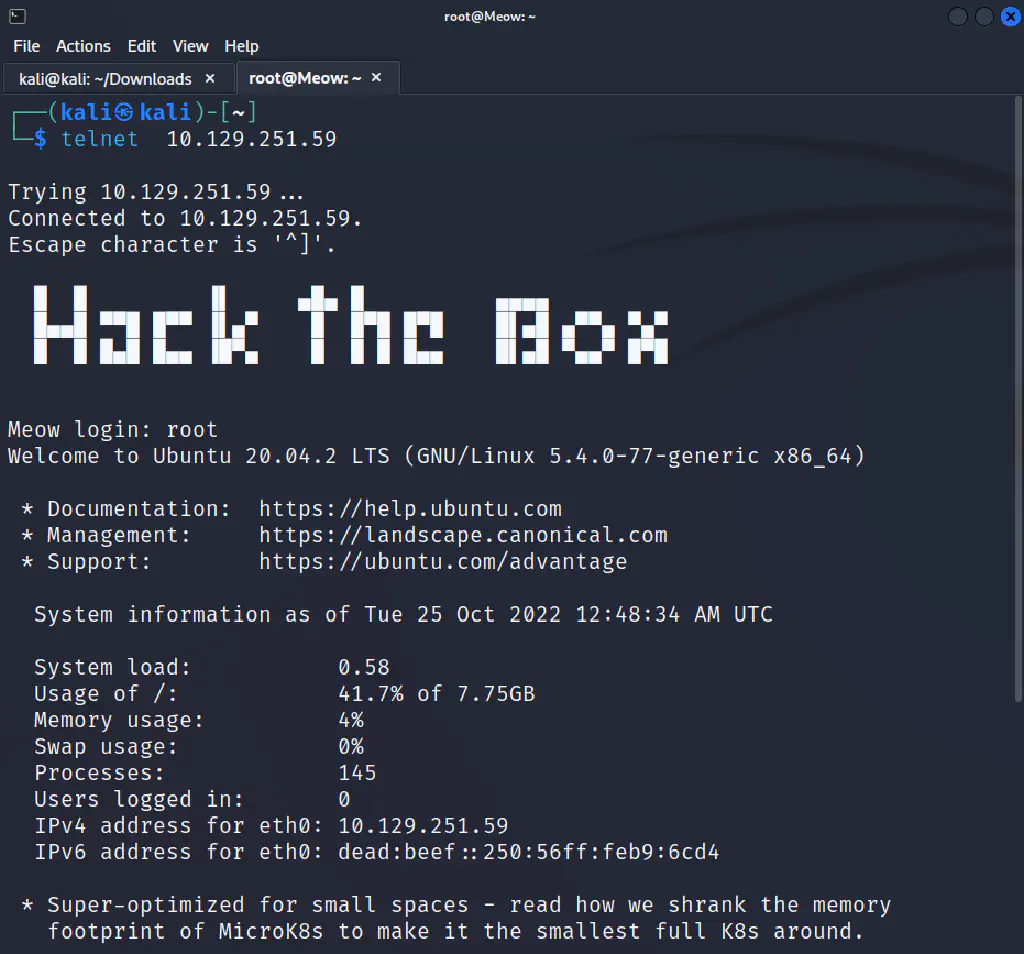 root@Meow: ~
File Actions Edit View Help
kali@kali: ~/Downloads × root@Meow: ~ ×
┌──(kali㉿kali)-[~]
└─$ telnet  10.129.251.59
Trying 10.129.251.59...
Connected to 10.129.251.59.
Escape character is '^]'.
Hack the Box
Meow login: root
Welcome to Ubuntu 20.04.2 LTS (GNU/Linux 5.4.0-77-generic x86_64)
* Documentation:  https://help.ubuntu.com
* Management:     https://landscape.canonical.com
* Support:        https://ubuntu.com/advantage
System information as of Tue 25 Oct 2022 12:48:34 AM UTC
System load:           0.58
Usage of /:            41.7% of 7.75GB
Memory usage:          4%
Swap usage:            0%
Processes:             145
Users logged in:       0
IPv4 address for eth0: 10.129.251.59
IPv6 address for eth0: dead:beef::250:56ff:feb9:6cd4
* Super-optimized for small spaces - read how we shrank the memory
footprint of MicroK8s to make it the smallest full K8s around.